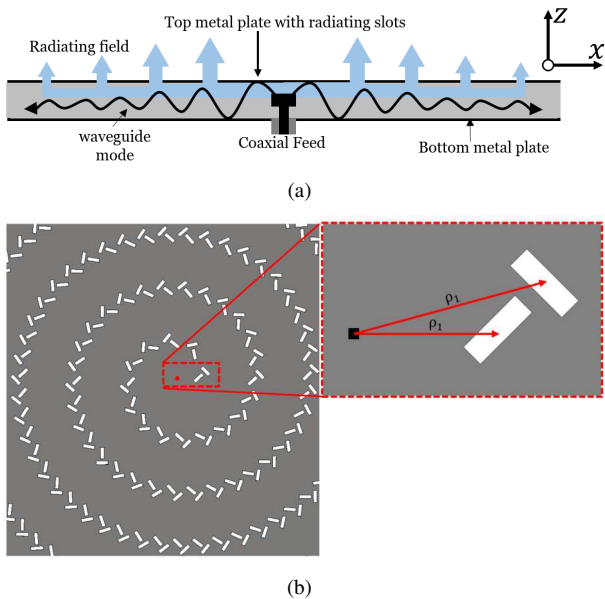 Top metal plate with radiating slots
Z
Radiating field
x
waveguide
mode
Coaxial Feed
Bottom metal plate
(a)
ρ1
ρ1
(b)